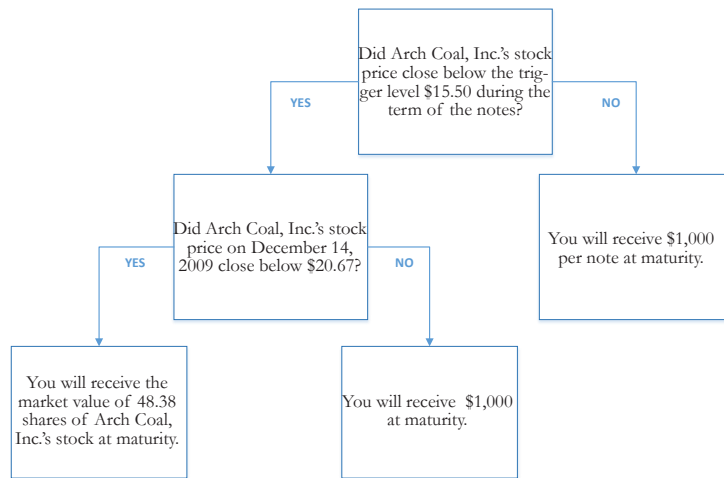 Did Arch Coal, Inc.'s stock
price close below the trig-
ger level $15.50 during the
term of the notes?
YES
NO
Did Arch Coal, Inc.'s stock
price on December 14,
2009 close below $20.67?
You will receive $1,000
per note at maturity.
YES
NO
You will receive the
market value of 48.38
shares of Arch Coal,
Inc.'s stock at maturity.
You will receive $1,000
at maturity.